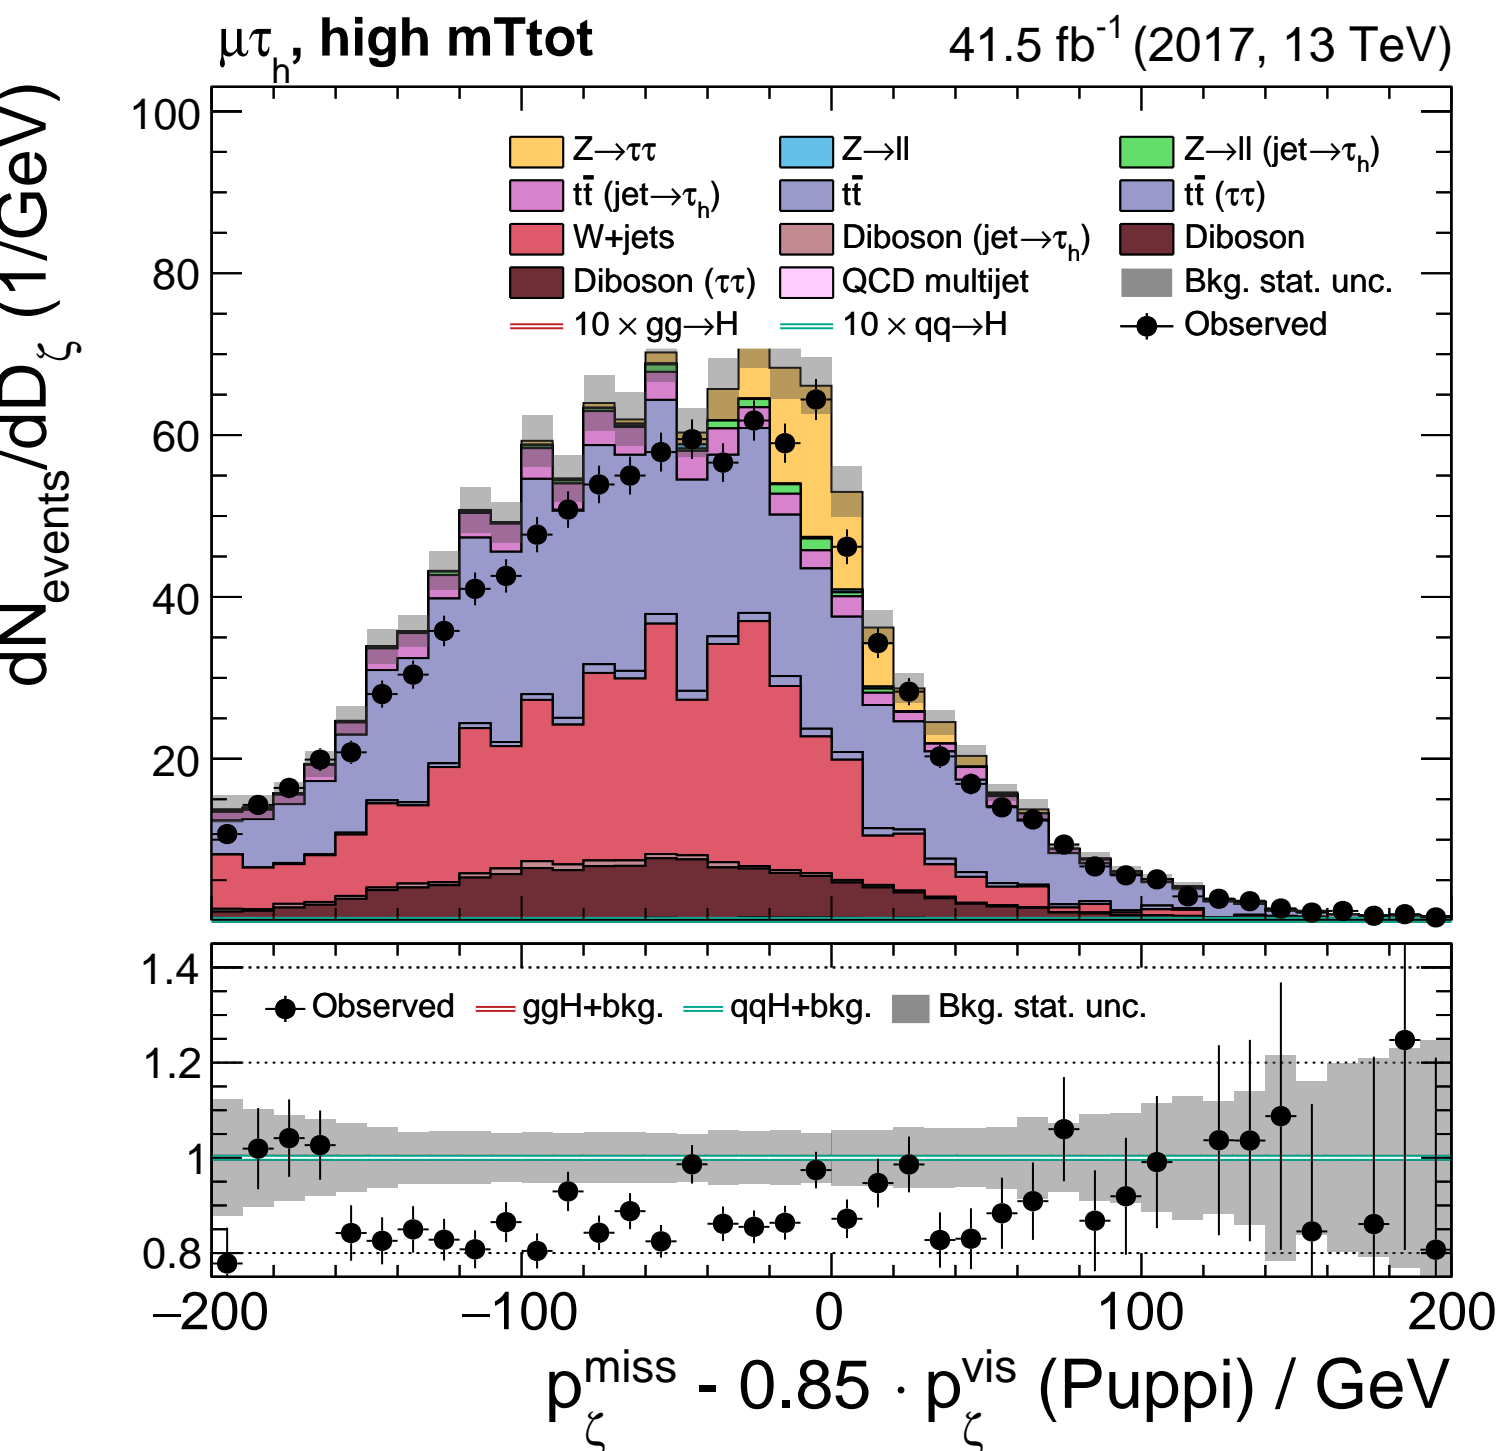 μτh, high mTtot
41.5 fb-1 (2017, 13 TeV)
dNevents/dDζ (1/GeV)
100
80
60
40
20
Z→ττ Z→ll Z→ll (jet→τh)
tt̄ (jet→τh) tt̄ tt̄ (ττ)
W+jets Diboson (jet→τh) Diboson
Diboson (ττ) QCD multijet Bkg. stat. unc.
10 × gg→H 10 × qq→H Observed
1.4
1.2
1
0.8
Observed ggH+bkg. qqH+bkg. Bkg. stat. unc.
−200 −100 0 100 200
pζmiss - 0.85 · pζvis (Puppi) / GeV